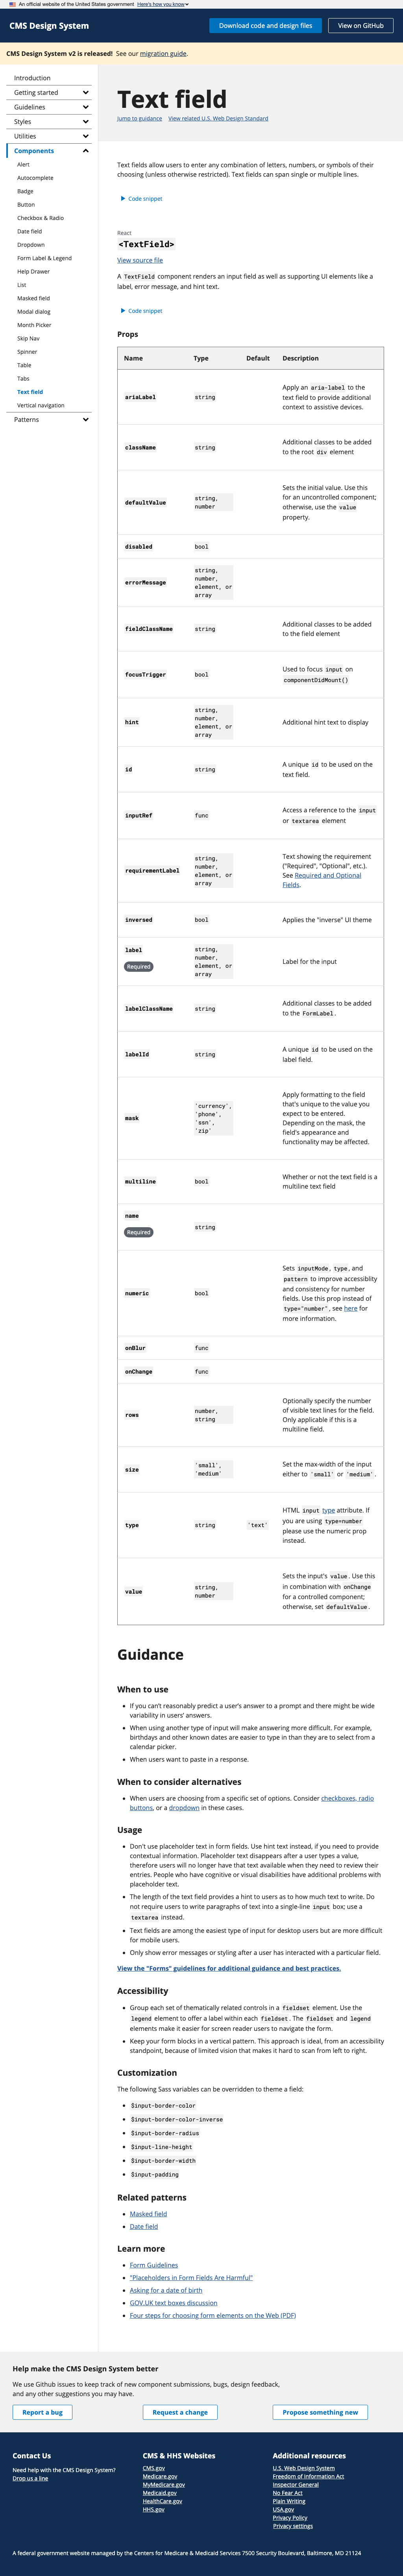 An official website of the United States government Here's how you know
CMS Design System
Download code and design files
View on GitHub
CMS Design System v2 is released! See our migration guide.
Introduction
Getting started
Guidelines
Styles
Utilities
Components
Alert
Autocomplete
Badge
Button
Checkbox & Radio
Date field
Dropdown
Form Label & Legend
Help Drawer
List
Masked field
Modal dialog
Month Picker
Skip Nav
Spinner
Table
Tabs
Text field
Vertical navigation
Patterns
Text field
Jump to guidance View related U.S. Web Design Standard
Text fields allow users to enter any combination of letters, numbers, or symbols of their
choosing (unless otherwise restricted). Text fields can span single or multiple lines.
Code snippet
React
<TextField>
View source file
A TextField component renders an input field as well as supporting UI elements like a
label, error message, and hint text.
Code snippet
Props
Name Type Default Description
ariaLabel string Apply an aria-label to the
text field to provide additional
context to assistive devices.
className string Additional classes to be added
to the root div element
defaultValue string,
number
Sets the initial value. Use this
for an uncontrolled component;
otherwise, use the value
property.
disabled bool
errorMessage string,
number,
element, or
array
fieldClassName string Additional classes to be added
to the field element
focusTrigger bool Used to focus input on
componentDidMount()
hint string,
number,
element, or
array
Additional hint text to display
id string A unique id to be used on the
text field.
inputRef func Access a reference to the input
or textarea element
requirementLabel string,
number,
element, or
array
Text showing the requirement
("Required", "Optional", etc.).
See Required and Optional
Fields.
inversed bool Applies the "inverse" UI theme
label
Required
string,
number,
element, or
array
Label for the input
labelClassName string Additional classes to be added
to the FormLabel.
labelId string A unique id to be used on the
label field.
mask 'currency',
'phone',
'ssn',
'zip'
Apply formatting to the field
that's unique to the value you
expect to be entered.
Depending on the mask, the
field's appearance and
functionality may be affected.
multiline bool Whether or not the text field is a
multiline text field
name
Required
string
numeric bool Sets inputMode, type, and
pattern to improve accessiblity
and consistency for number
fields. Use this prop instead of
type="number", see here for
more information.
onBlur func
onChange func
rows number,
string
Optionally specify the number
of visible text lines for the field.
Only applicable if this is a
multiline field.
size 'small',
'medium'
Set the max-width of the input
either to 'small' or 'medium'.
type string 'text' HTML input type attribute. If
you are using type=number
please use the numeric prop
instead.
value string,
number
Sets the input's value. Use this
in combination with onChange
for a controlled component;
otherwise, set defaultValue.
Guidance
When to use
If you can't reasonably predict a user's answer to a prompt and there might be wide
variability in users' answers.
When using another type of input will make answering more difficult. For example,
birthdays and other known dates are easier to type in than they are to select from a
calendar picker.
When users want to paste in a response.
When to consider alternatives
When users are choosing from a specific set of options. Consider checkboxes, radio
buttons, or a dropdown in these cases.
Usage
Don't use placeholder text in form fields. Use hint text instead, if you need to provide
contextual information. Placeholder text disappears after a user types a value,
therefore users will no longer have that text available when they need to review their
entries. People who have cognitive or visual disabilities have additional problems with
placeholder text.
The length of the text field provides a hint to users as to how much text to write. Do
not require users to write paragraphs of text into a single-line input box; use a
textarea instead.
Text fields are among the easiest type of input for desktop users but are more difficult
for mobile users.
Only show error messages or styling after a user has interacted with a particular field.
View the "Forms" guidelines for additional guidance and best practices.
Accessibility
Group each set of thematically related controls in a fieldset element. Use the
legend element to offer a label within each fieldset. The fieldset and legend
elements make it easier for screen reader users to navigate the form.
Keep your form blocks in a vertical pattern. This approach is ideal, from an accessibility
standpoint, because of limited vision that makes it hard to scan from left to right.
Customization
The following Sass variables can be overridden to theme a field:
$input-border-color
$input-border-color-inverse
$input-border-radius
$input-line-height
$input-border-width
$input-padding
Related patterns
Masked field
Date field
Learn more
Form Guidelines
"Placeholders in Form Fields Are Harmful"
Asking for a date of birth
GOV.UK text boxes discussion
Four steps for choosing form elements on the Web (PDF)
Help make the CMS Design System better
We use Github issues to keep track of new component submissions, bugs, design feedback,
and any other suggestions you may have.
Report a bug
Request a change
Propose something new
Contact Us
Need help with the CMS Design System?
Drop us a line
CMS & HHS Websites
CMS.gov
Medicare.gov
MyMedicare.gov
Medicaid.gov
HealthCare.gov
HHS.gov
Additional resources
U.S. Web Design System
Freedom of Information Act
Inspector General
No Fear Act
Plain Writing
USA.gov
Privacy Policy
Privacy settings
A federal government website managed by the Centers for Medicare & Medicaid Services 7500 Security Boulevard, Baltimore, MD 21124